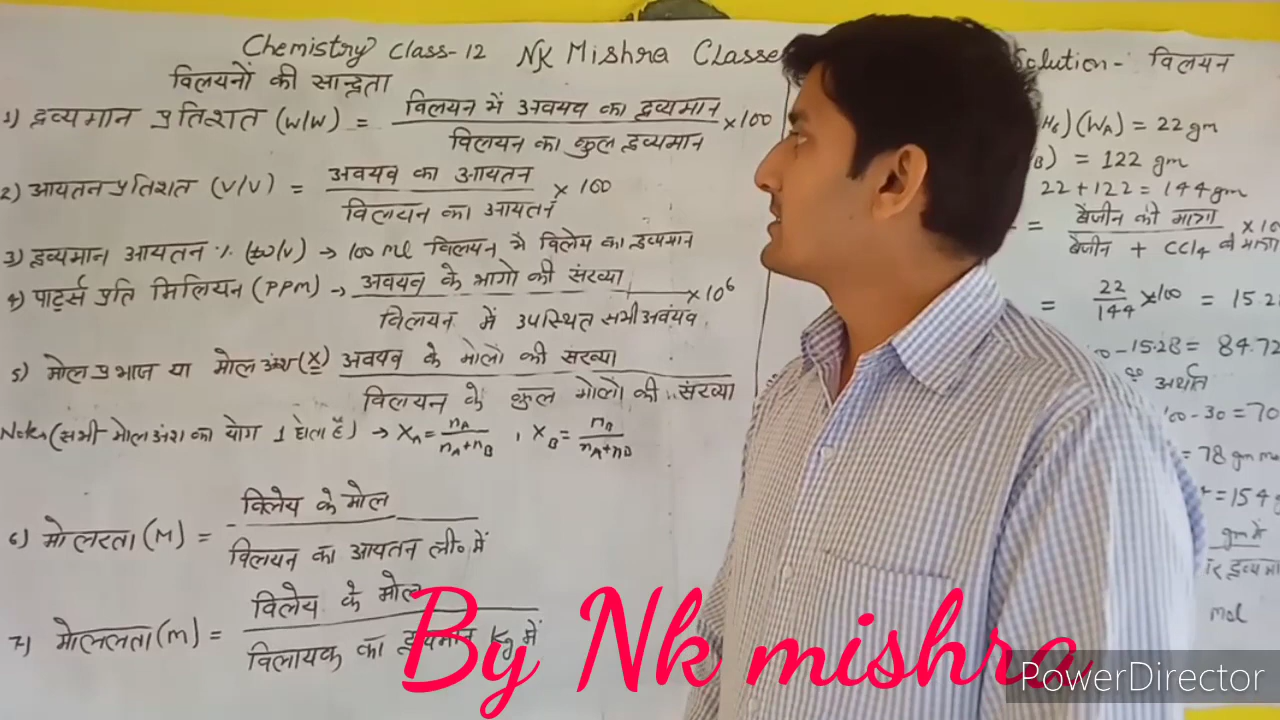 Chemistry Class-12 NK Mishra Classe
विलयनों की सान्द्रता
1) द्रव्यमान प्रतिशत (W/W) = विलयन में अवयव का द्रव्यमान × 100
विलयन का कुल द्रव्यमान
2) आयतन प्रतिशत (V/V) = अवयव का आयतन × 100
विलयन का आयतन
3) द्रव्यमान आयतन % (w/v) → 100 ml विलयन में विलेय का द्रव्यमान
4) पार्ट्स प्रति मिलियन (PPM) → अवयव के भागो की संख्या × 10⁶
विलयन में उपस्थित सभी अवयव
5) मोल प्रभाज या मोल अंश (x) अवयव के मोलो की संख्या
विलयन के कुल मोलो की संख्या
Note (सभी मोल अंश का योग 1 होता है) → X_A = n_A / n_A+n_B , X_B = n_B / n_A+n_B
6) मोलरता (M) = विलेय के मोल
विलयन का आयतन ली० में
7) मोललता (m) = विलेय के मोल
विलायक का द्रव्यमान kg में
Solution - विलयन
H₆) (W_A) = 22 gm
B) = 122 gm
22 + 122 = 144 gm
= बेंजीन की मात्रा × 10
बेंजीन + CCl₄ की मात्रा
= 22/144 × 100 = 15.2
- 15.28 = 84.72
अर्थात
00 - 30 = 70
= 78 gm m
= 154 g
gm में
mol
By Nk mishra
PowerDirector